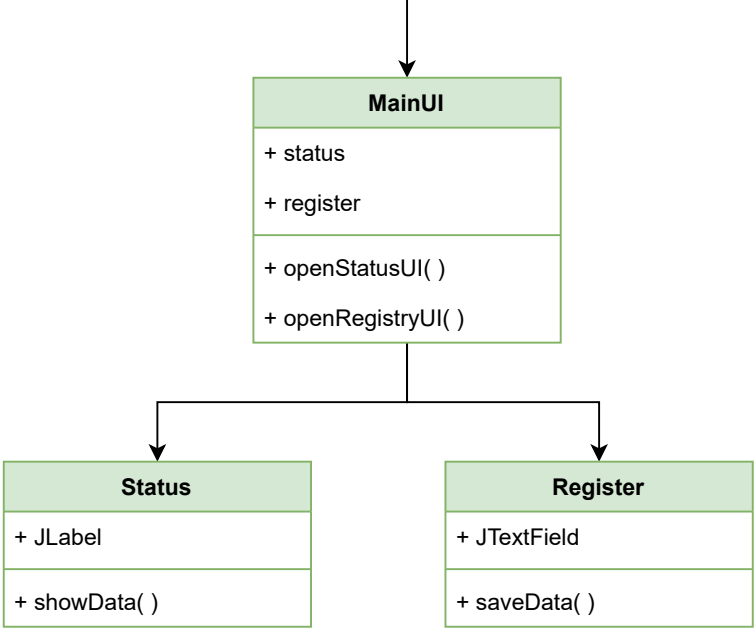 MainUI
+ status
+ register
+ openStatusUI( )
+ openRegistryUI( )
Status
+ JLabel
+ showData( )
Register
+ JTextField
+ saveData( )